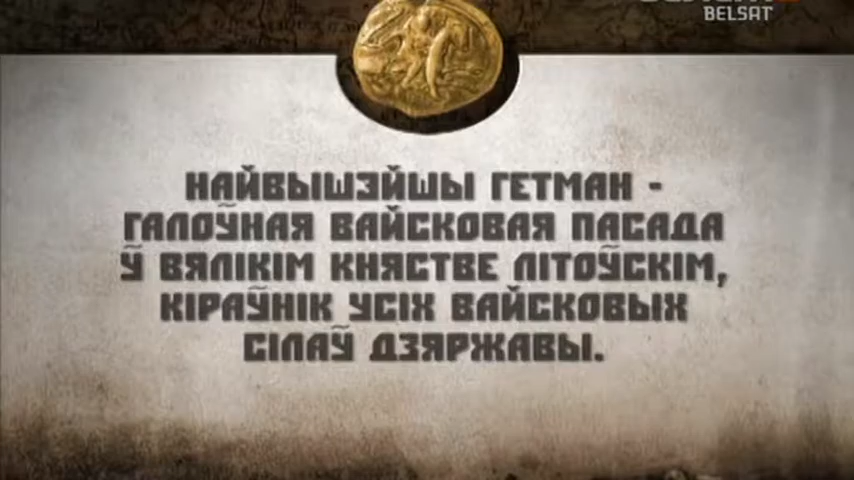 BELSAT
НАЙВЫШЭЙШЫ ГЕТМАН -
ГАЛОЎНАЯ ВАЙСКОВАЯ ПАСАДА
Ў ВЯЛІКІМ КНЯСТВЕ ЛІТОЎСКІМ,
КІРАЎНІК УСІХ ВАЙСКОВЫХ
СІЛАЎ ДЗЯРЖАВЫ.